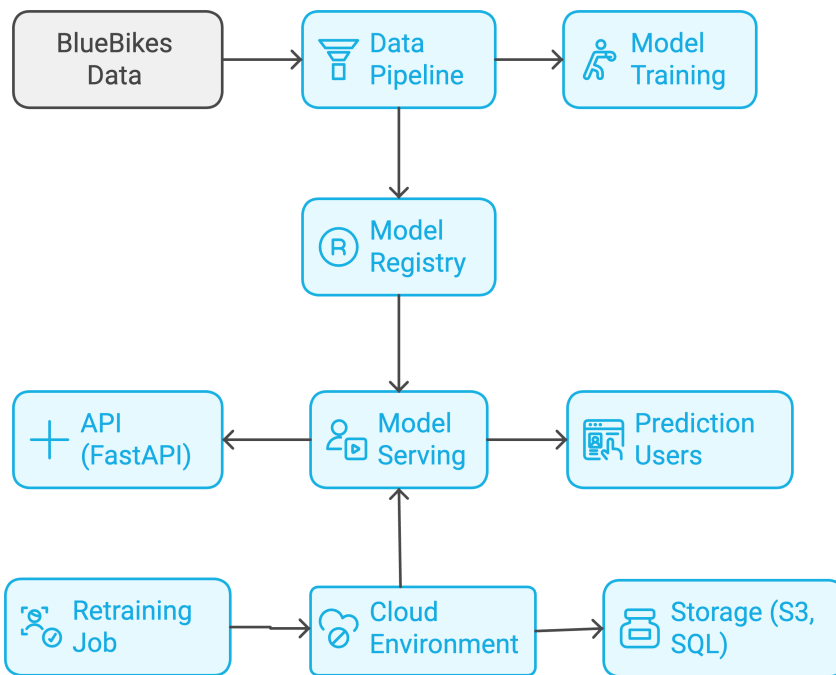 BlueBikes
Data
Data
Pipeline
Model
Training
R
Model
Registry
API
(FastAPI)
Model
Serving
Prediction
Users
Retraining
Job
Cloud
Environment
Storage (S3,
SQL)